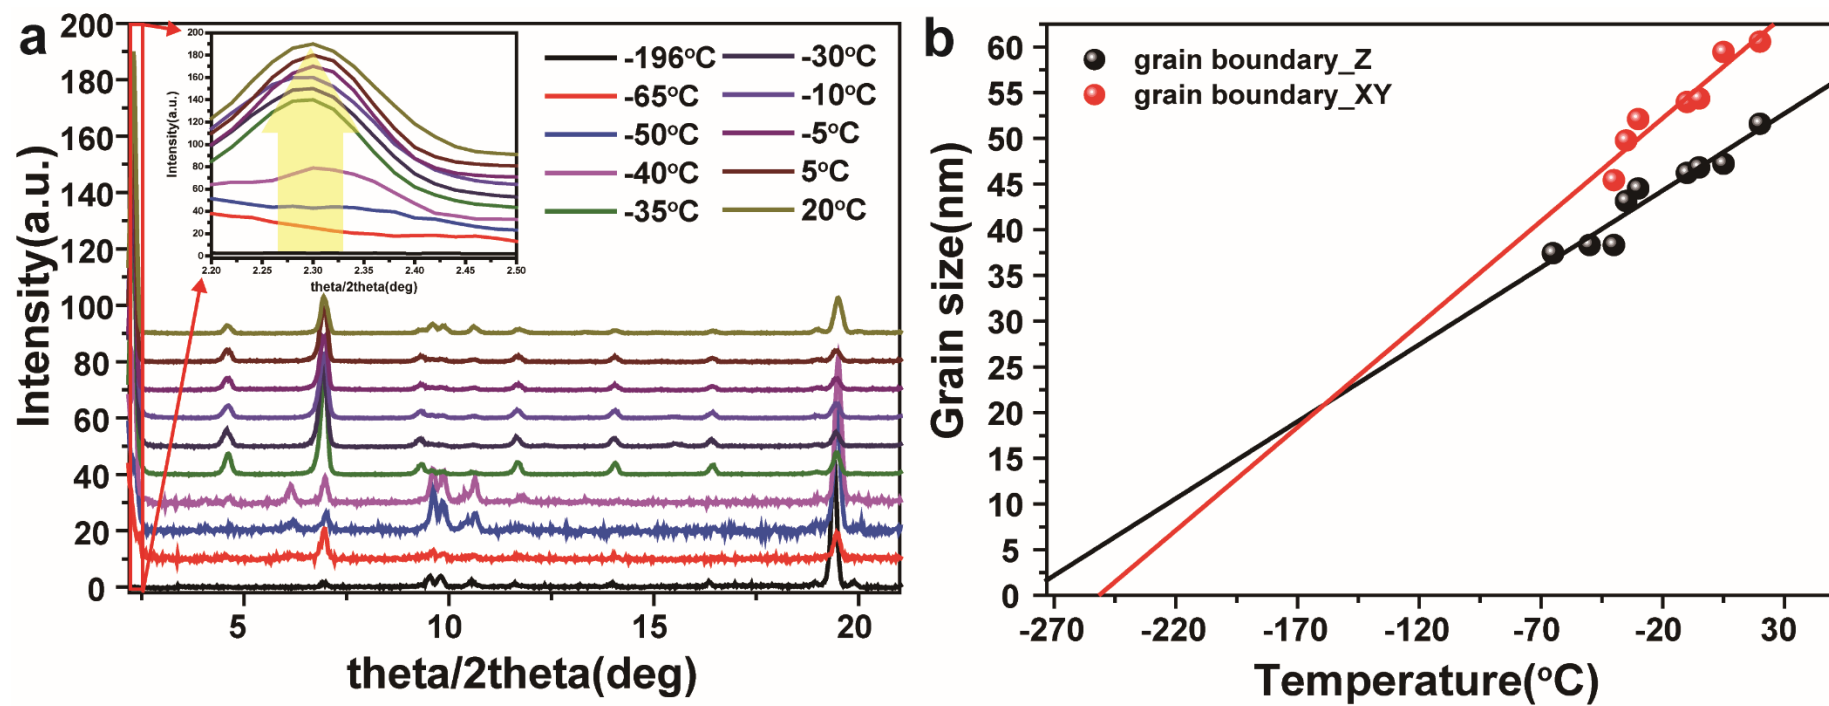 a
200
180
160
140
120
100
80
60
40
20
0
Intensity(a.u.)
5
10
15
20
theta/2theta(deg)
200
180
160
140
120
100
80
60
40
20
0
Intensity(a.u.)
2.20
2.25
2.30
2.35
2.40
2.45
2.50
theta/2theta(deg)
-196°C
-65°C
-50°C
-40°C
-35°C
-30°C
-10°C
-5°C
5°C
20°C
b
grain boundary_Z
grain boundary_XY
60
55
50
45
40
35
30
25
20
15
10
5
0
Grain size(nm)
-270
-220
-170
-120
-70
-20
30
Temperature(°C)